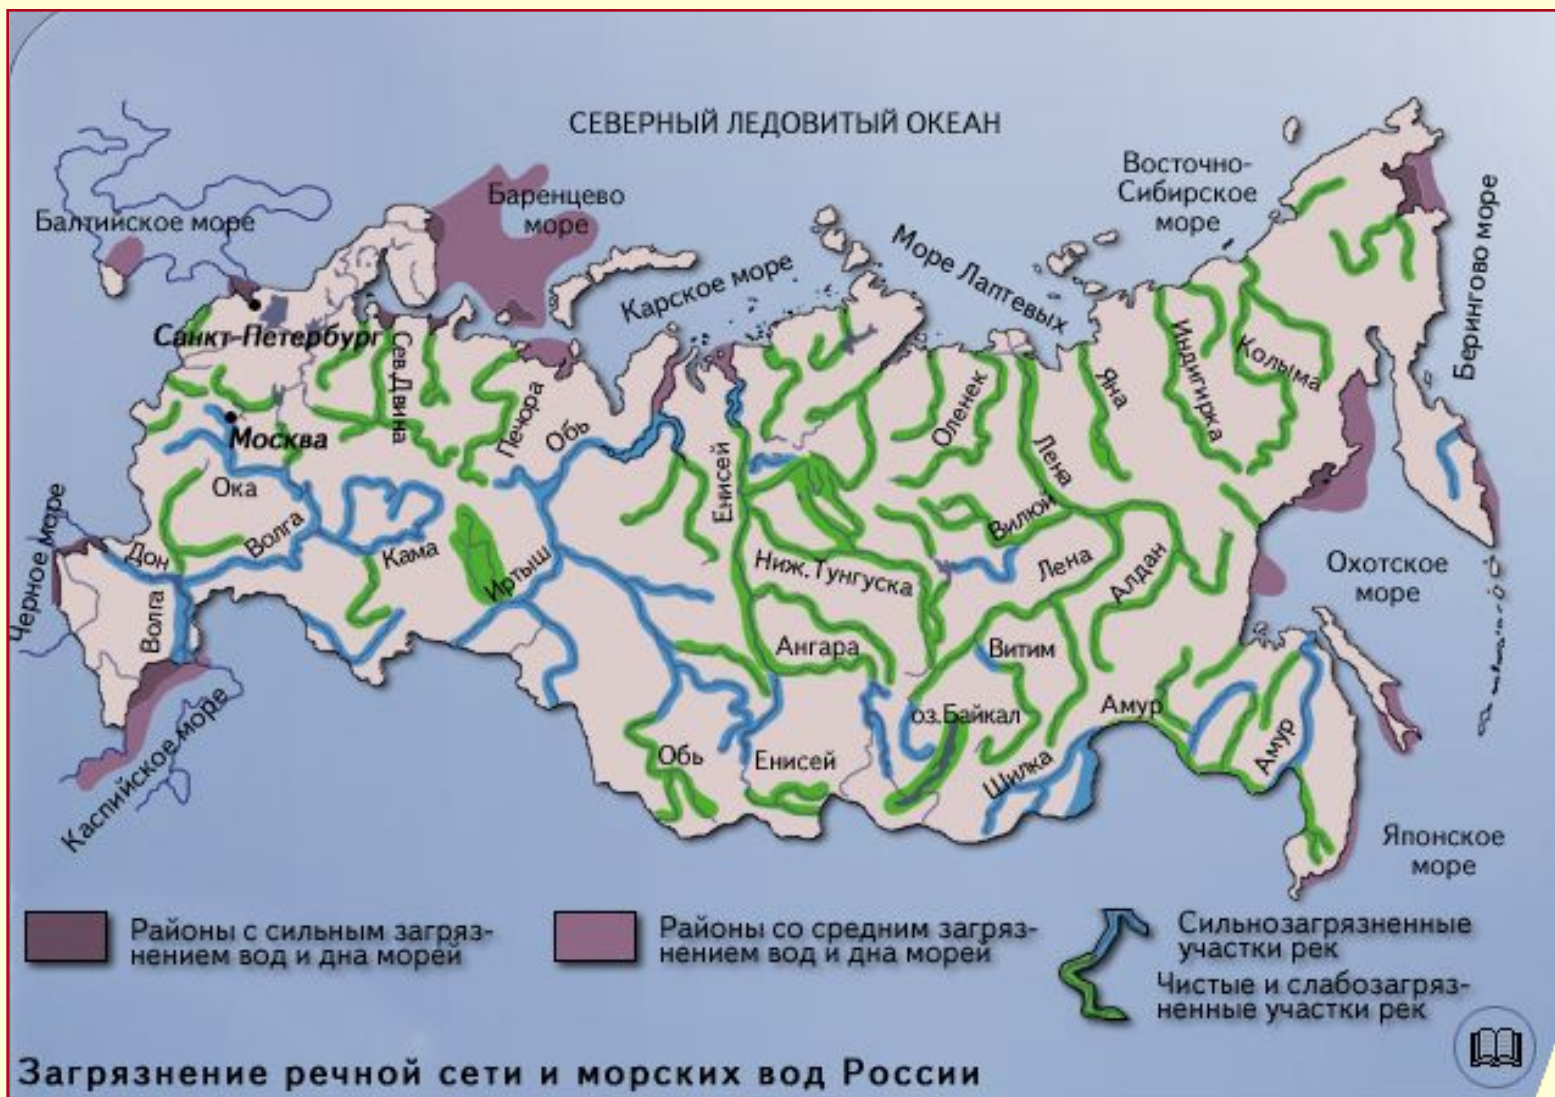 СЕВЕРНЫЙ ЛЕДОВИТЫЙ ОКЕАН
Балтийское море
Баренцево
море
Карское море
Море Лаптевых
Восточно-
Сибирское
море
Берингово море
Санкт-Петербург
Сев.Двина
Печора
Обь
Москва
Ока
Волга
Кама
Иртыш
Енисей
Оленек
Лена
Яна
Индигирка
Колыма
Черное море
Дон
Волга
Ниж.Тунгуска
Вилюй
Лена
Алдан
Охотское
море
Ангара
Витим
Каспийское море
Обь
Енисей
оз.Байкал
Шилка
Амур
Амур
Японское
море
Районы с сильным загряз-
нением вод и дна морей
Районы со средним загряз-
нением вод и дна морей
Сильнозагрязненные
участки рек
Чистые и слабозагряз-
ненные участки рек
Загрязнение речной сети и морских вод России